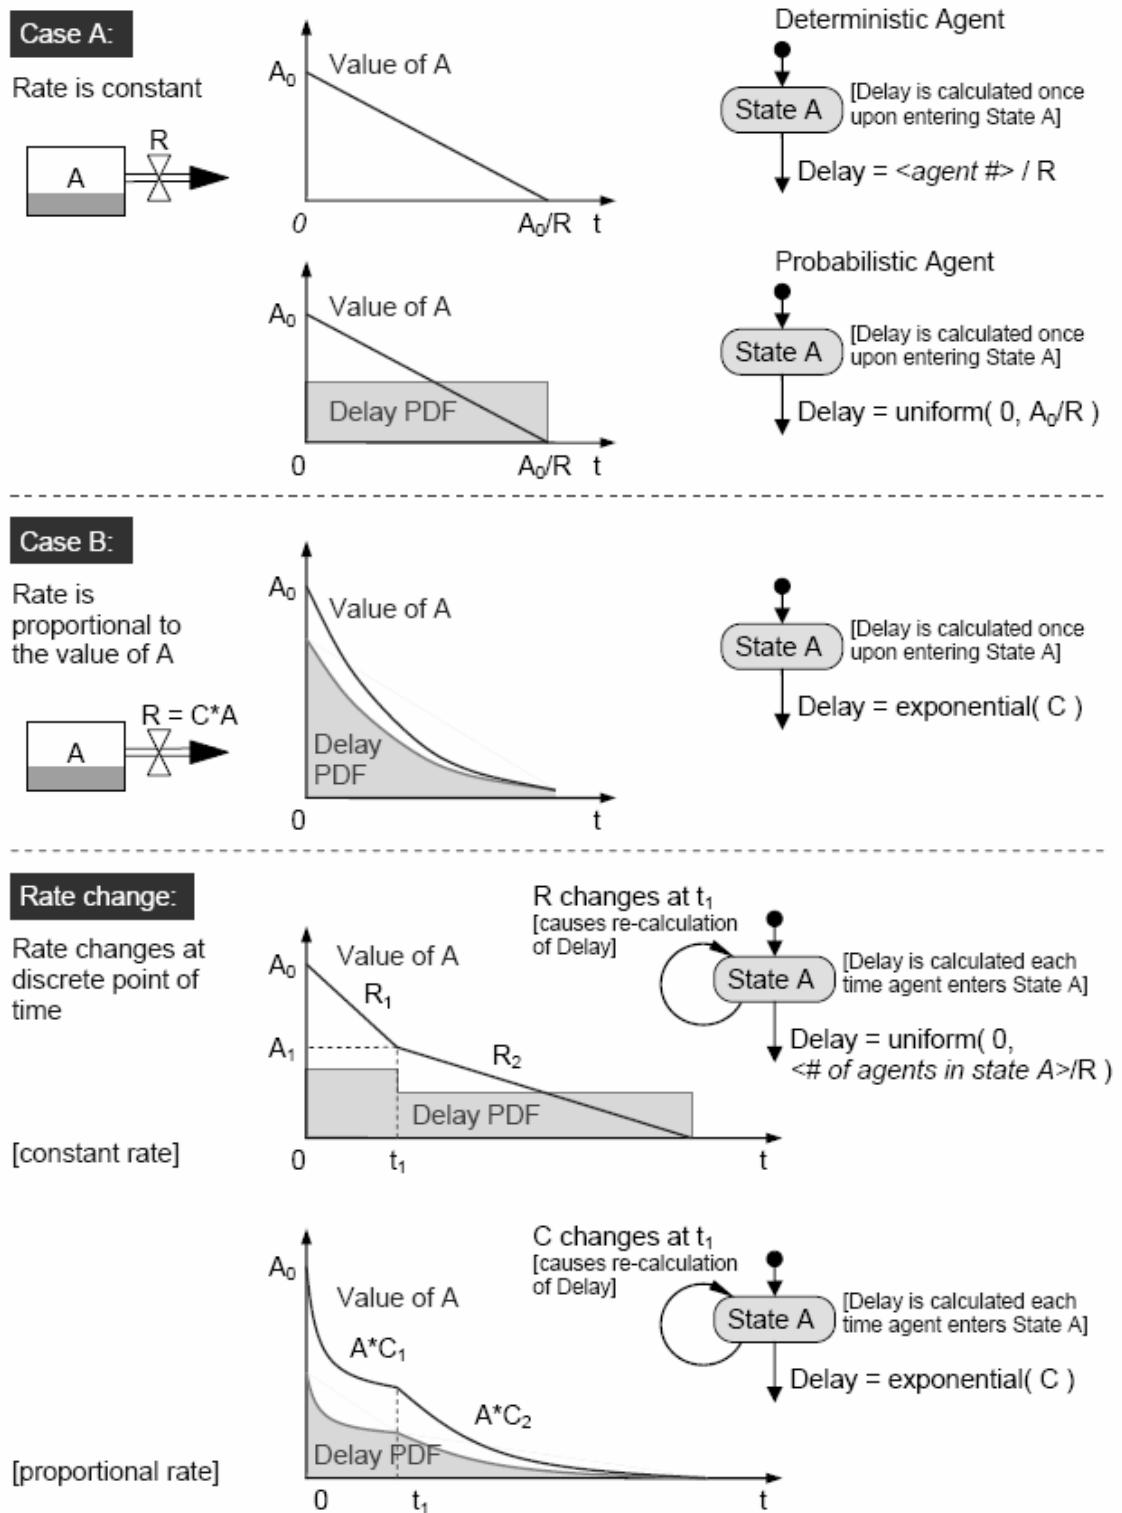 Case A:
Rate is constant
R
A
A₀
Value of A
0
A₀/R
t
Deterministic Agent
State A
[Delay is calculated once
upon entering State A]
Delay = <agent #> / R
A₀
Value of A
Delay PDF
0
A₀/R
t
Probabilistic Agent
State A
[Delay is calculated once
upon entering State A]
Delay = uniform( 0, A₀/R )
Case B:
Rate is
proportional to
the value of A
R = C*A
A
A₀
Value of A
Delay
PDF
0
t
State A
[Delay is calculated once
upon entering State A]
Delay = exponential( C )
Rate change:
Rate changes at
discrete point of
time
[constant rate]
A₀
Value of A
R₁
A₁
R₂
Delay PDF
0
t₁
t
R changes at t₁
[causes re-calculation
of Delay]
State A
[Delay is calculated each
time agent enters State A]
Delay = uniform( 0,
<# of agents in state A>/R )
[proportional rate]
A₀
Value of A
A*C₁
A*C₂
Delay PDF
0
t₁
t
C changes at t₁
[causes re-calculation
of Delay]
State A
[Delay is calculated each
time agent enters State A]
Delay = exponential( C )